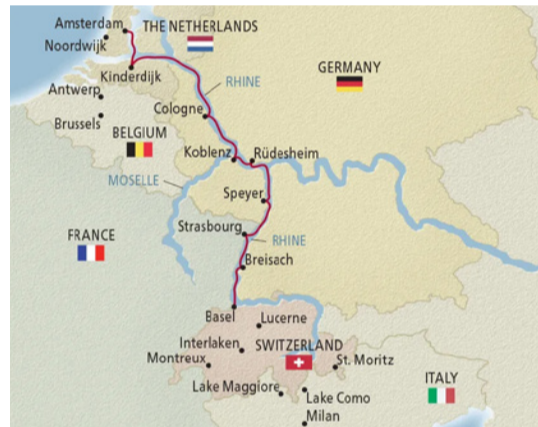 Amsterdam
THE NETHERLANDS
Noordwijk
GERMANY
Kinderdijk
RHINE
Antwerp
Cologne
Brussels
BELGIUM
Koblenz
Rüdesheim
MOSELLE
Speyer
Strasbourg
FRANCE
RHINE
Breisach
Basel
Lucerne
Interlaken
SWITZERLAND
Montreux
St. Moritz
Lake Maggiore
ITALY
Lake Como
Milan